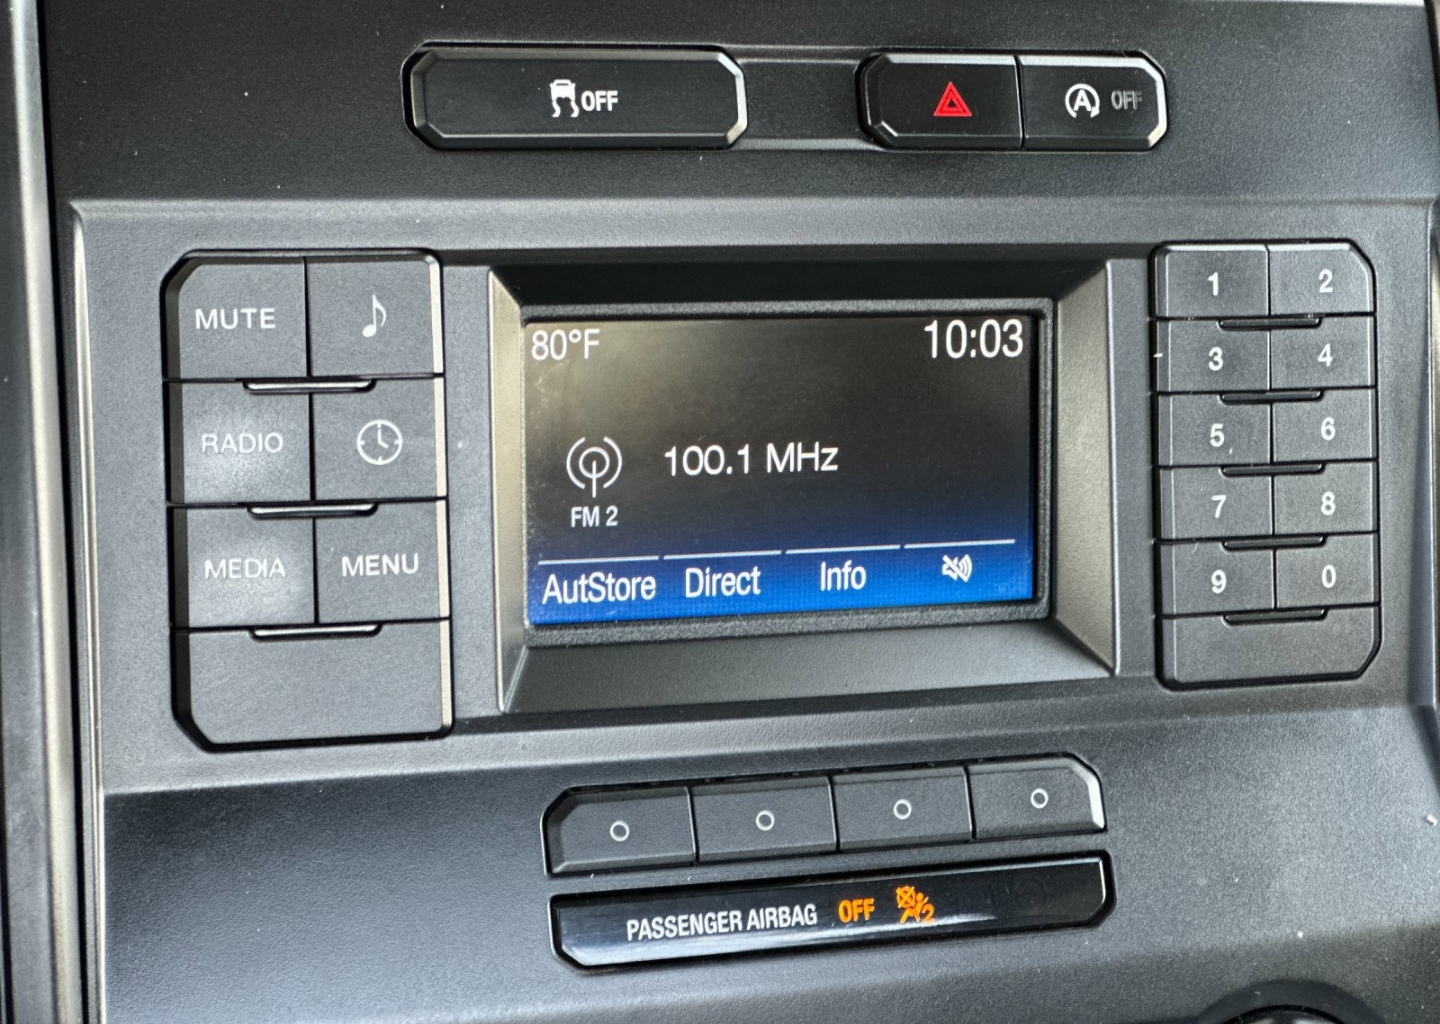 OFF
A OFF
MUTE
RADIO
MEDIA MENU
80°F 10:03
100.1 MHz
FM 2
AutStore Direct Info
1 2
3 4
5 6
7 8
9 0
PASSENGER AIRBAG OFF 2